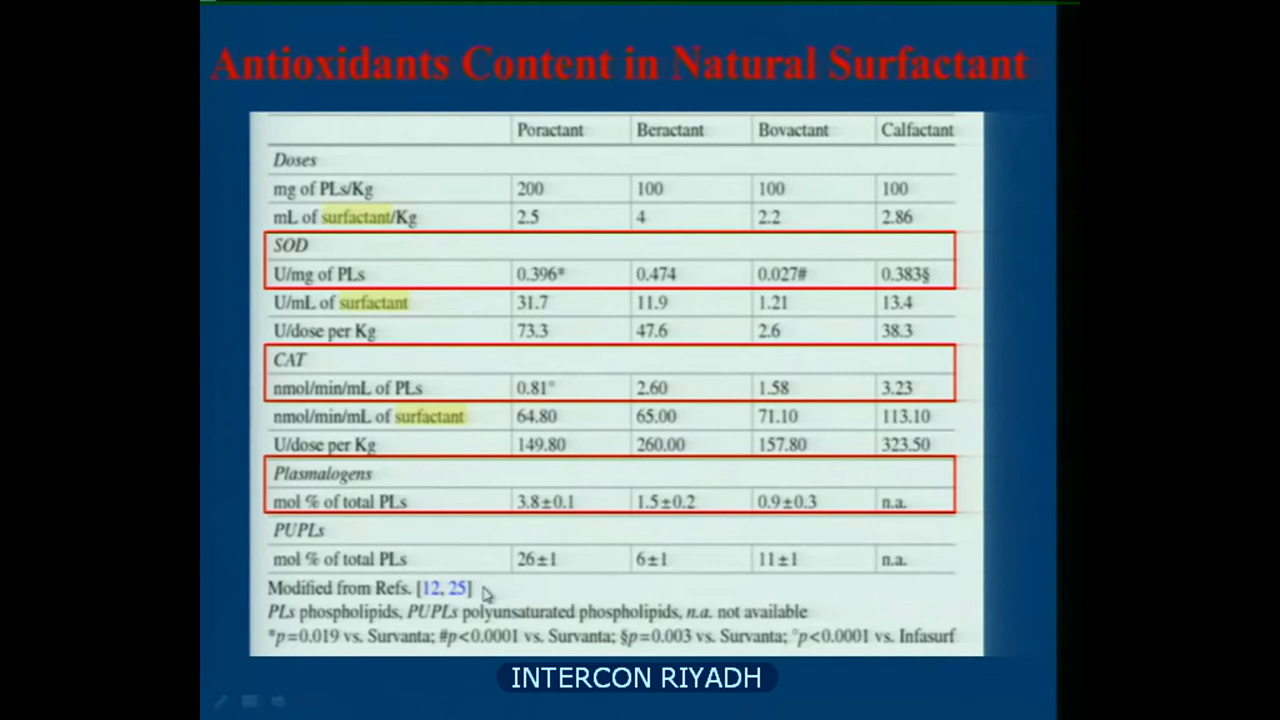 Antioxidants Content in Natural Surfactant
Poractant Beractant Bovactant Calfactant
Doses
mg of PLs/Kg 200 100 100 100
mL of surfactant/Kg 2.5 4 2.2 2.86
SOD
U/mg of PLs 0.396* 0.474 0.027# 0.383§
U/mL of surfactant 31.7 11.9 1.21 13.4
U/dose per Kg 73.3 47.6 2.6 38.3
CAT
nmol/min/mL of PLs 0.81° 2.60 1.58 3.23
nmol/min/mL of surfactant 64.80 65.00 71.10 113.10
U/dose per Kg 149.80 260.00 157.80 323.50
Plasmalogens
mol % of total PLs 3.8±0.1 1.5±0.2 0.9±0.3 n.a.
PUPLs
mol % of total PLs 26±1 6±1 11±1 n.a.
Modified from Refs. [12, 25]
PLs phospholipids, PUPLs polyunsaturated phospholipids, n.a. not available
*p=0.019 vs. Survanta; #p<0.0001 vs. Survanta; §p=0.003 vs. Survanta; °p<0.0001 vs. Infasurf
INTERCON RIYADH